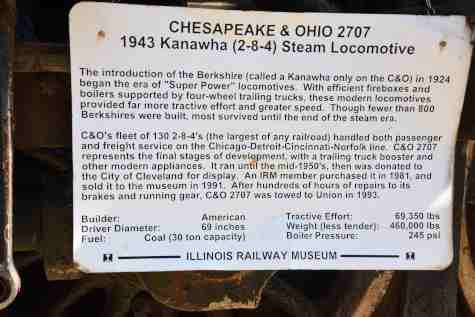 CHESAPEAKE & OHIO 2707
1943 Kanawha (2-8-4) Steam Locomotive
The introduction of the Berkshire (called a Kanawha only on the C&O) in 1924
began the era of "Super Power" locomotives. With efficient fireboxes and
boilers supported by four-wheel trailing trucks, these modern locomotives
provided far more tractive effort and greater speed. Though fewer than 800
Berkshires were built, most survived until the end of the steam era.
C&O's fleet of 130 2-8-4's (the largest of any railroad) handled both passenger
and freight service on the Chicago-Detroit-Cincinnati-Norfolk line. C&O 2707
represents the final stages of development, with a trailing truck booster and
other modern appliances. It ran until the mid-1950's, then was donated to
the City of Cleveland for display. An IRM member purchased it in 1981, and
sold it to the museum in 1991. After hundreds of hours of repairs to its
brakes and running gear, C&O 2707 was towed to Union in 1993.
Builder: American Tractive Effort: 69,350 lbs
Driver Diameter: 69 inches Weight (less tender): 460,000 lbs
Fuel: Coal (30 ton capacity) Boiler Pressure: 245 psi
ILLINOIS RAILWAY MUSEUM